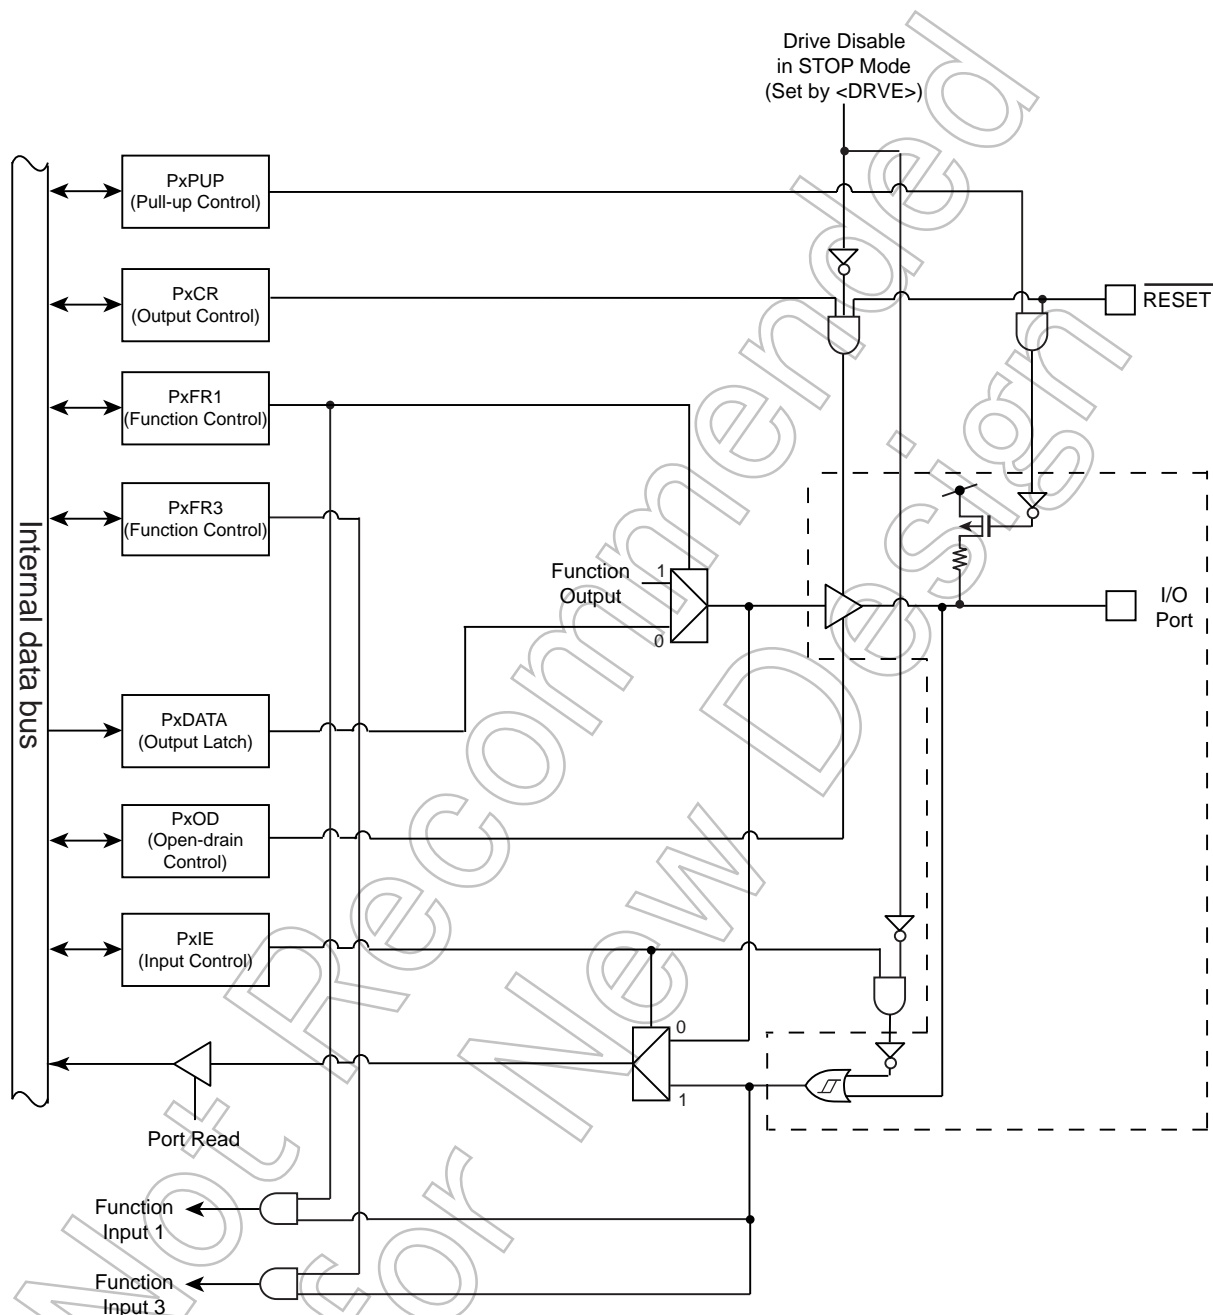 Drive Disable
in STOP Mode
(Set by <DRVE>)
PxPUP
(Pull-up Control)
PxCR
(Output Control)
RESET
PxFR1
(Function Control)
PxFR3
(Function Control)
Internal data bus
Function
Output
1
0
I/O
Port
PxDATA
(Output Latch)
PxOD
(Open-drain
Control)
PxIE
(Input Control)
0
1
Port Read
Function
Input 1
Function
Input 3
Not Recommended
for New Design